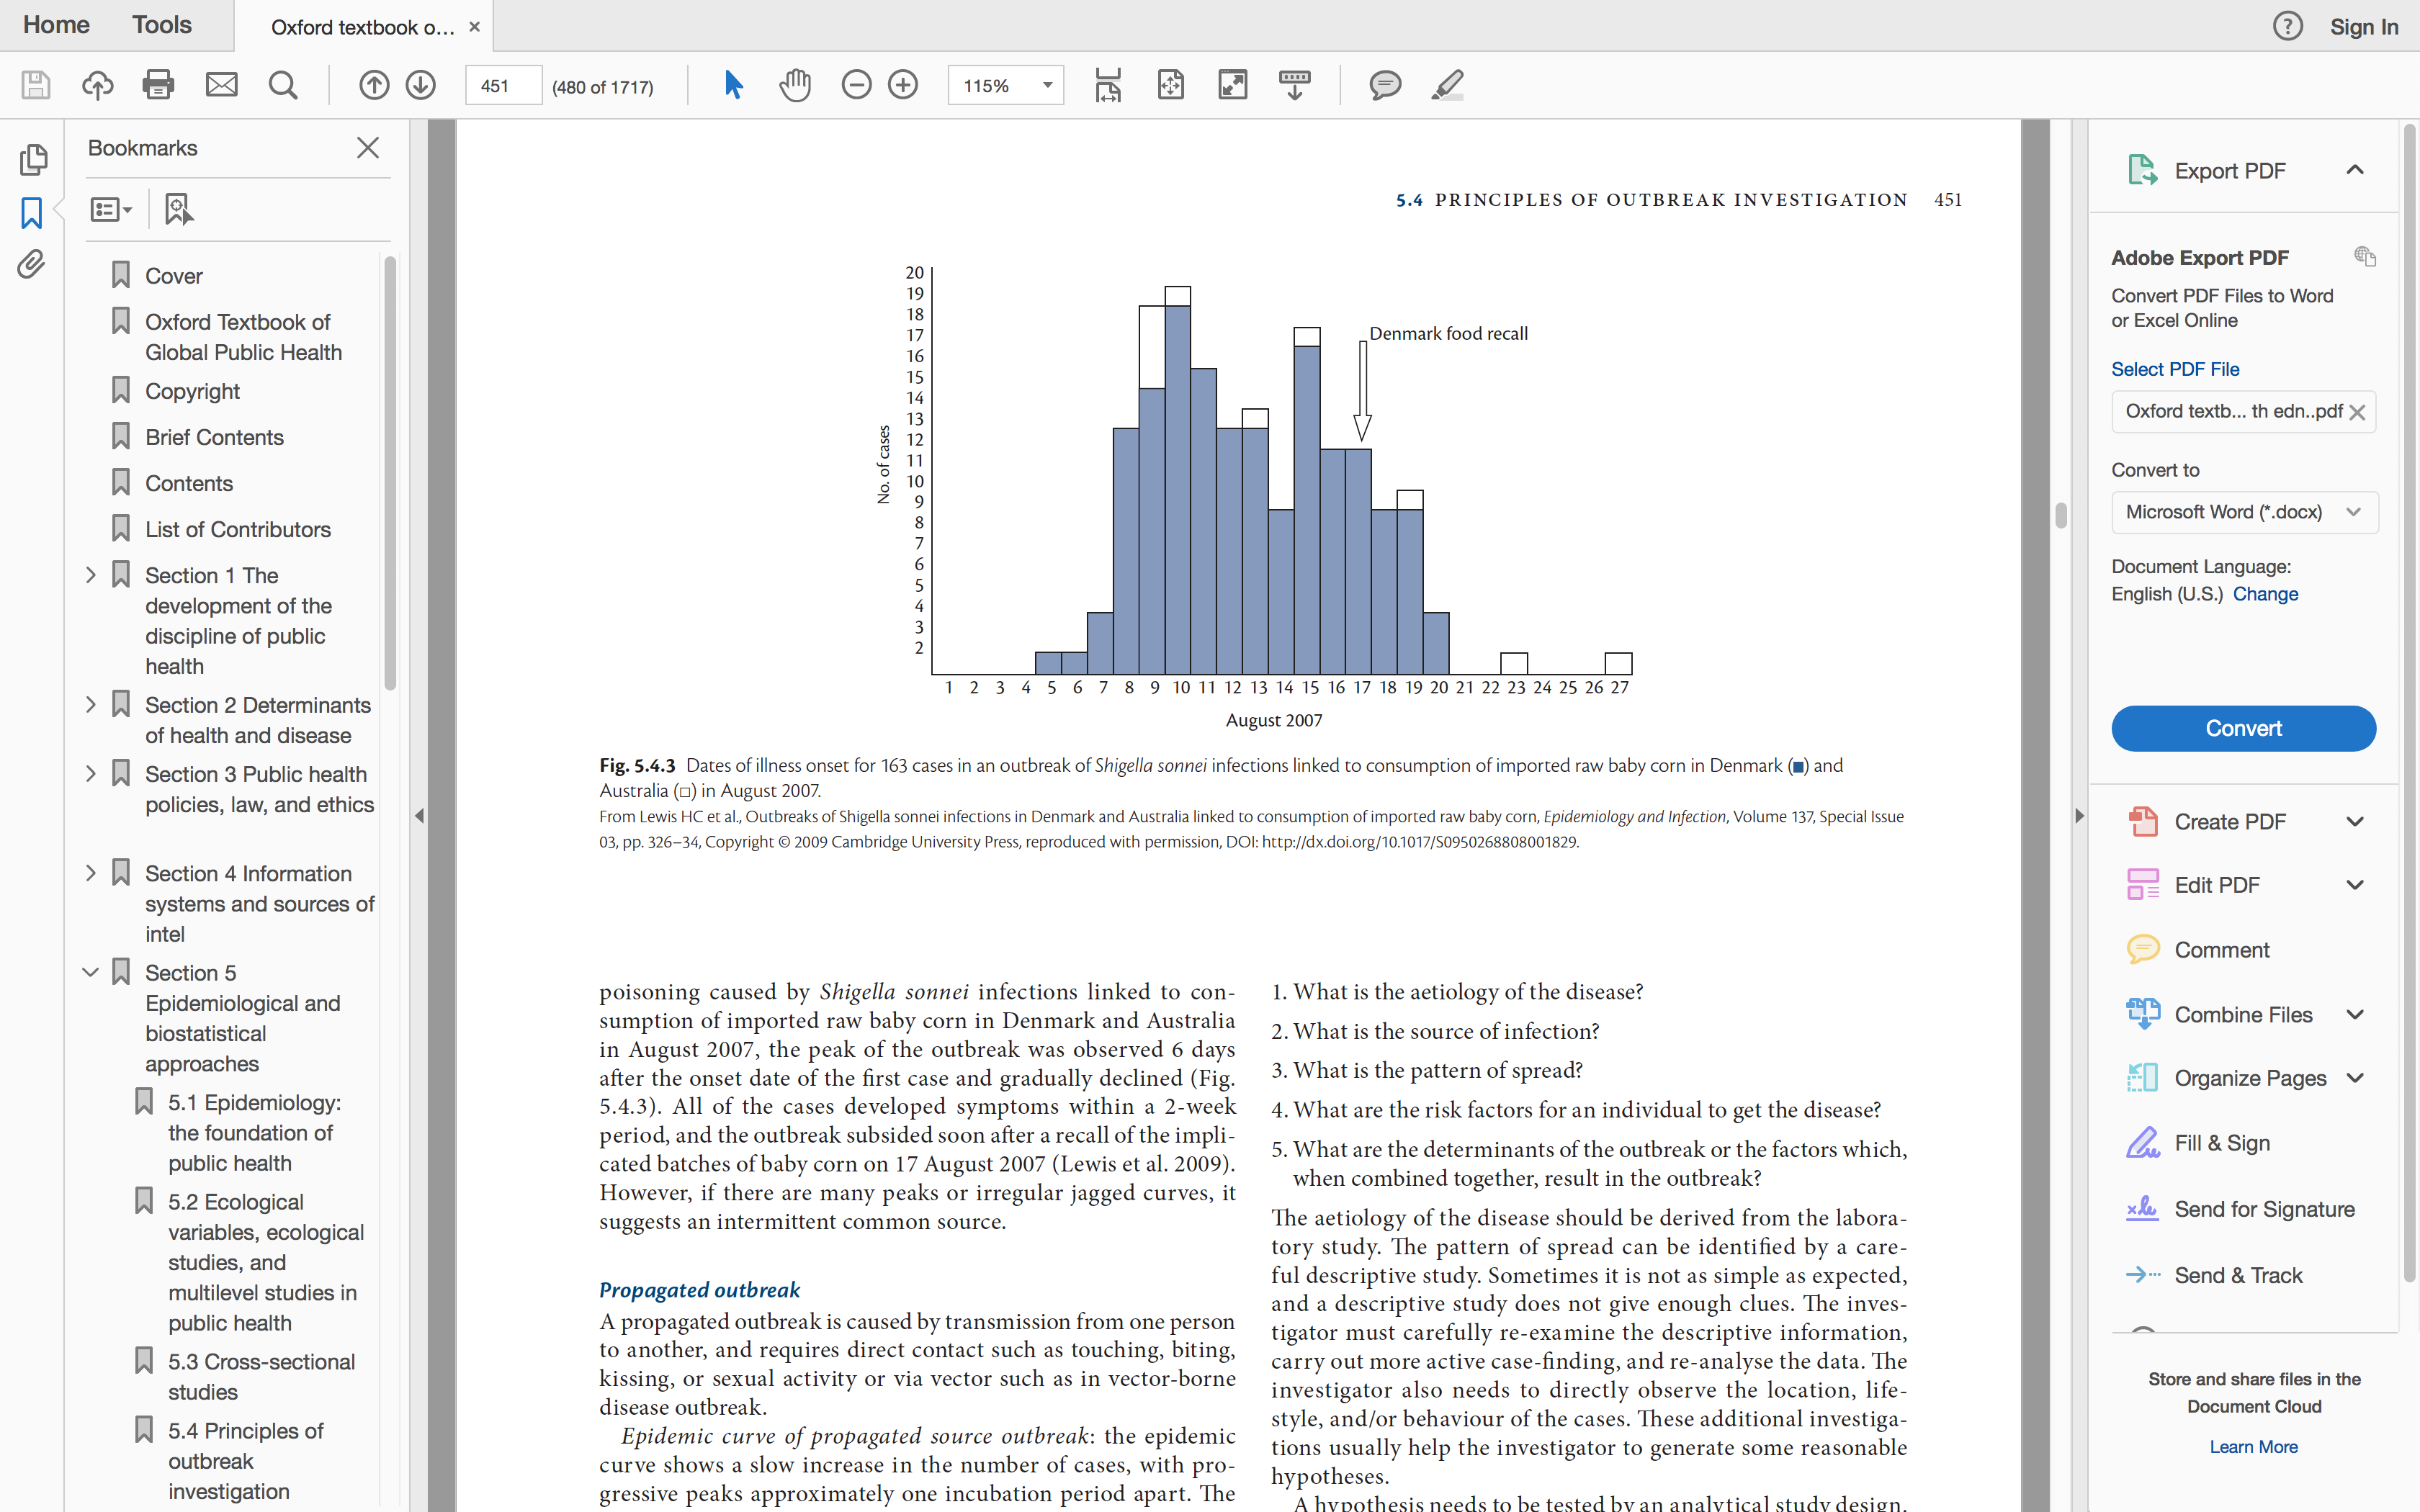 Home
Tools
Oxford textbook o...
Sign In
451
(480 of 1717)
115%
Bookmarks
Cover
Oxford Textbook of
Global Public Health
Copyright
Brief Contents
Contents
List of Contributors
Section 1 The
development of the
discipline of public
health
Section 2 Determinants
of health and disease
Section 3 Public health
policies, law, and ethics
Section 4 Information
systems and sources of
intel
Section 5
Epidemiological and
biostatistical
approaches
5.1 Epidemiology:
the foundation of
public health
5.2 Ecological
variables, ecological
studies, and
multilevel studies in
public health
5.3 Cross-sectional
studies
5.4 Principles of
outbreak
investigation
5.4 PRINCIPLES OF OUTBREAK INVESTIGATION 451
20
19
18
17
16
15
14
13
12
11
10
9
8
7
6
5
4
3
2
No. of cases
Denmark food recall
1 2 3 4 5 6 7 8 9 10 11 12 13 14 15 16 17 18 19 20 21 22 23 24 25 26 27
August 2007
Fig. 5.4.3 Dates of illness onset for 163 cases in an outbreak of Shigella sonnei infections linked to consumption of imported raw baby corn in Denmark (■) and
Australia (□) in August 2007.
From Lewis HC et al., Outbreaks of Shigella sonnei infections in Denmark and Australia linked to consumption of imported raw baby corn, Epidemiology and Infection, Volume 137, Special Issue
03, pp. 326–34, Copyright © 2009 Cambridge University Press, reproduced with permission, DOI: http://dx.doi.org/10.1017/S0950268808001829.
poisoning caused by Shigella sonnei infections linked to con-
sumption of imported raw baby corn in Denmark and Australia
in August 2007, the peak of the outbreak was observed 6 days
after the onset date of the first case and gradually declined (Fig.
5.4.3). All of the cases developed symptoms within a 2-week
period, and the outbreak subsided soon after a recall of the impli-
cated batches of baby corn on 17 August 2007 (Lewis et al. 2009).
However, if there are many peaks or irregular jagged curves, it
suggests an intermittent common source.
Propagated outbreak
A propagated outbreak is caused by transmission from one person
to another, and requires direct contact such as touching, biting,
kissing, or sexual activity or via vector such as in vector-borne
disease outbreak.
Epidemic curve of propagated source outbreak: the epidemic
curve shows a slow increase in the number of cases, with pro-
gressive peaks approximately one incubation period apart. The
1. What is the aetiology of the disease?
2. What is the source of infection?
3. What is the pattern of spread?
4. What are the risk factors for an individual to get the disease?
5. What are the determinants of the outbreak or the factors which,
when combined together, result in the outbreak?
The aetiology of the disease should be derived from the labora-
tory study. The pattern of spread can be identified by a care-
ful descriptive study. Sometimes it is not as simple as expected,
and a descriptive study does not give enough clues. The inves-
tigator must carefully re-examine the descriptive information,
carry out more active case-finding, and re-analyse the data. The
investigator also needs to directly observe the location, life-
style, and/or behaviour of the cases. These additional investiga-
tions usually help the investigator to generate some reasonable
hypotheses.
A hypothesis needs to be tested by an analytical study design.
Export PDF
Adobe Export PDF
Convert PDF Files to Word
or Excel Online
Select PDF File
Oxford textb... th edn..pdf
Convert to
Microsoft Word (*.docx)
Document Language:
English (U.S.) Change
Convert
Create PDF
Edit PDF
Comment
Combine Files
Organize Pages
Fill & Sign
Send for Signature
Send & Track
Store and share files in the
Document Cloud
Learn More